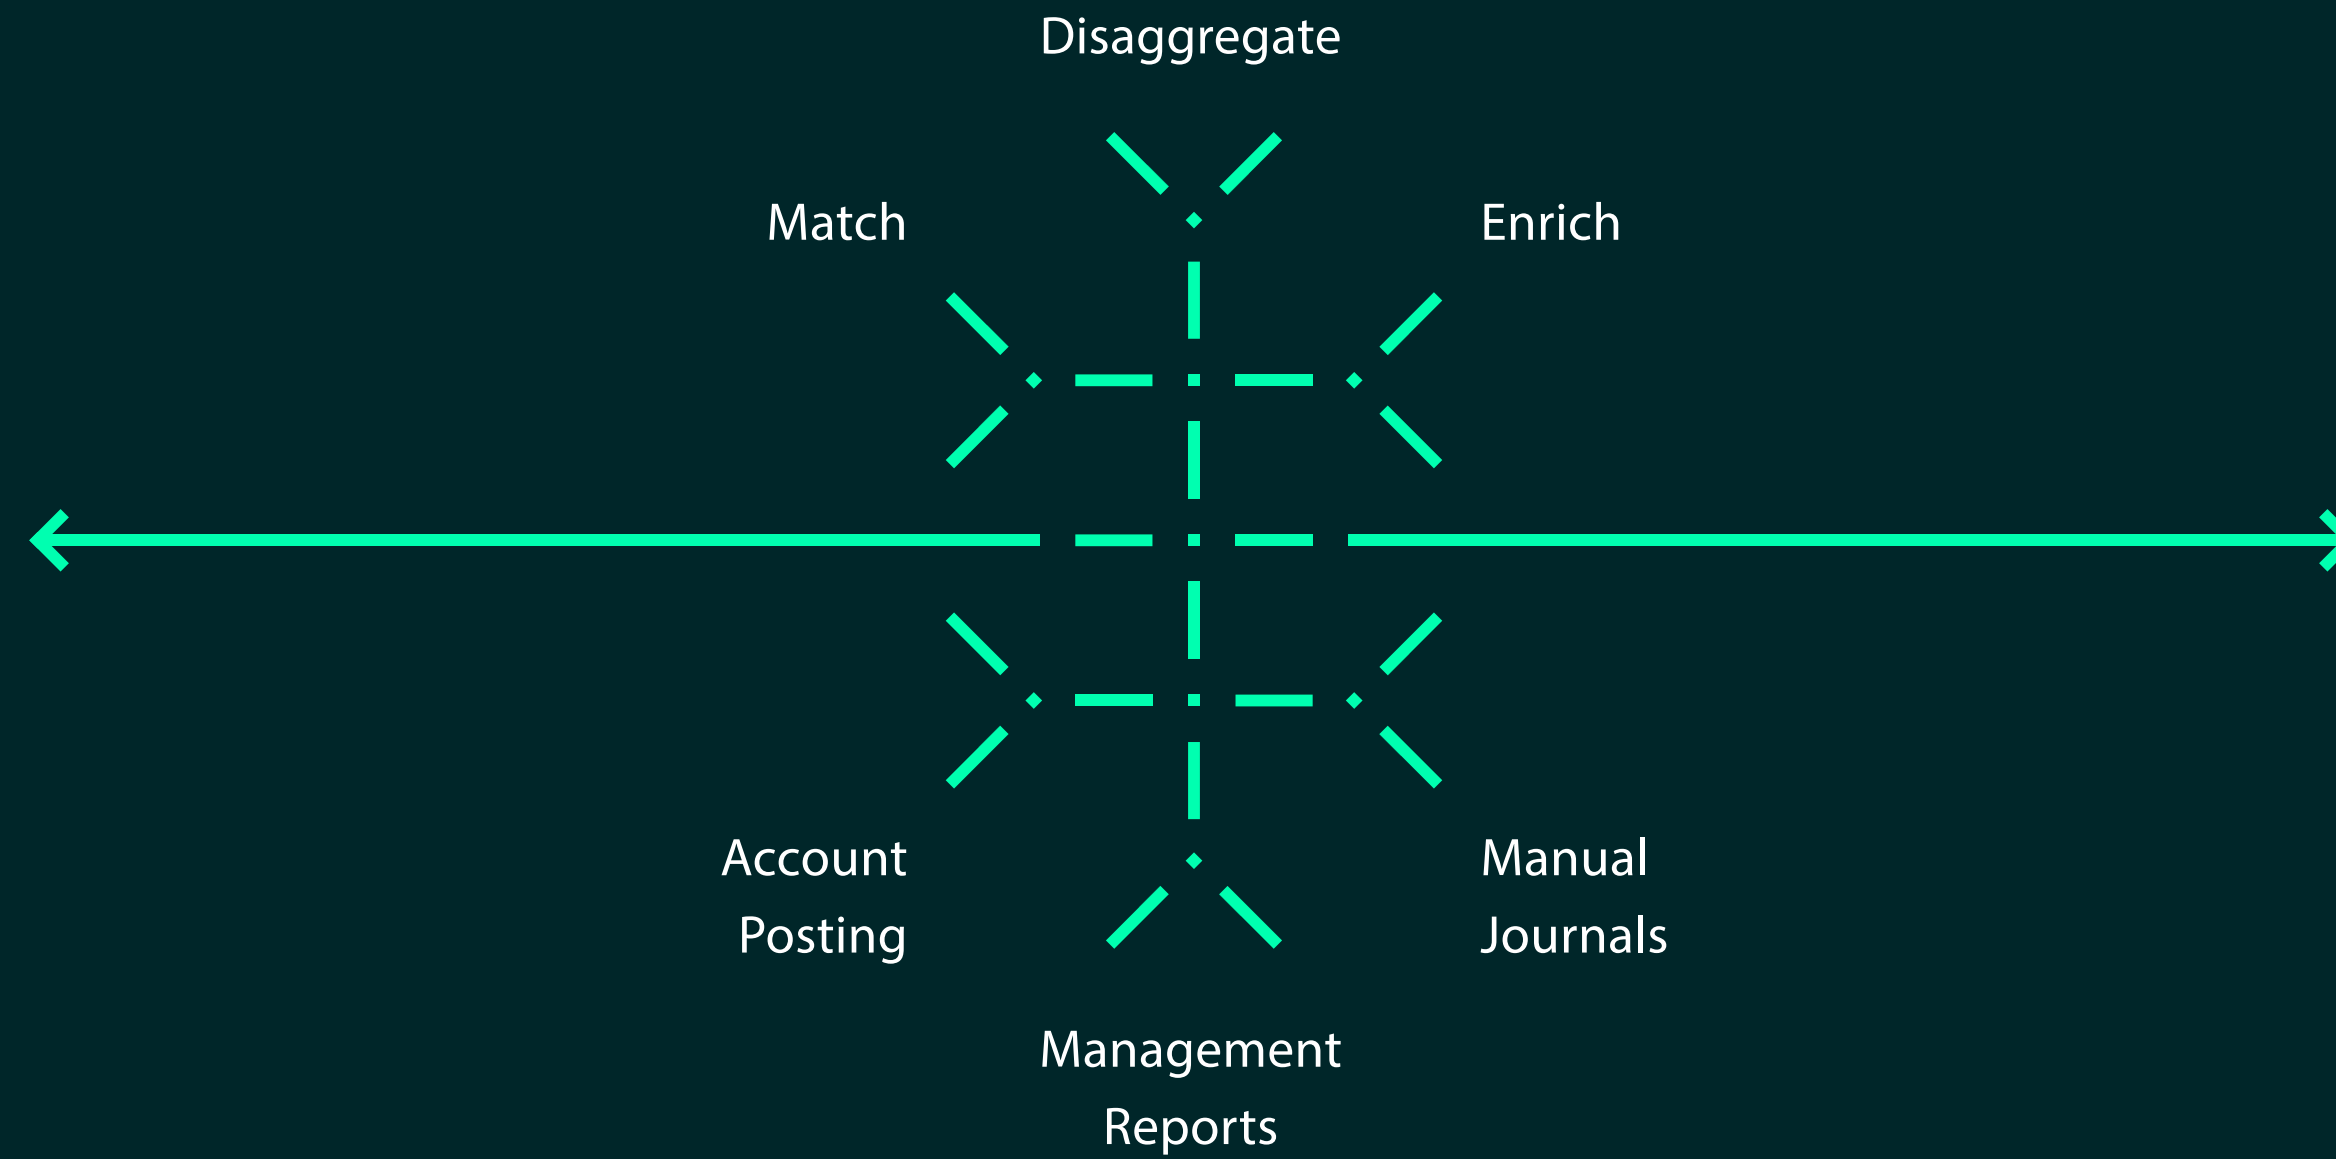 Disaggregate
Match
Enrich
Account
Posting
Manual
Journals
Management
Reports